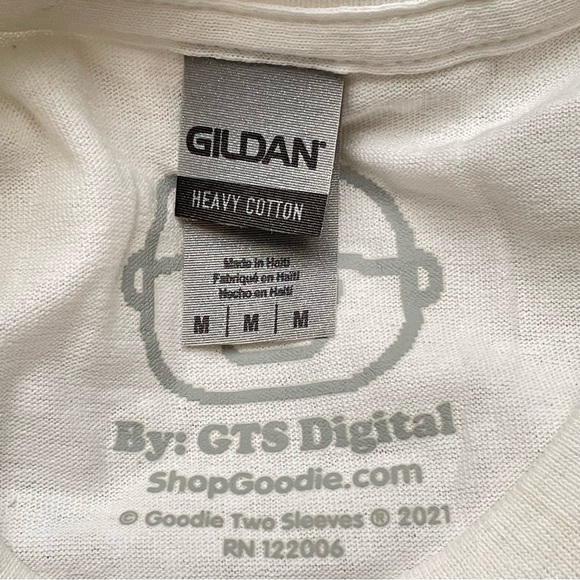 GILDAN
HEAVY COTTON
Made in Haiti
Fabriqué en Haïti
Hecho en Haití
M | M | M
By: GTS Digital
ShopGoodie.com
© Goodie Two Sleeves ® 2021
RN 122006